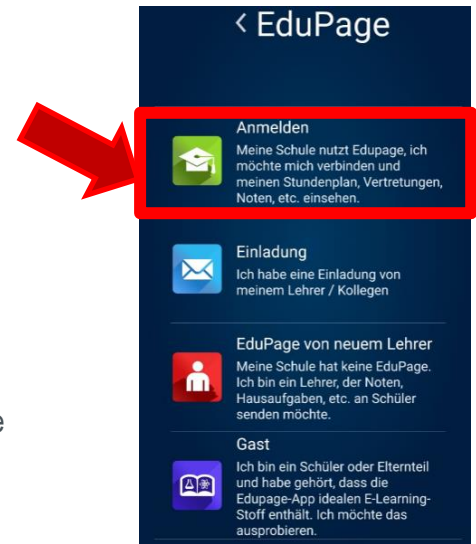 < EduPage
Anmelden
Meine Schule nutzt Edupage, ich
möchte mich verbinden und
meinen Stundenplan, Vertretungen,
Noten, etc. einsehen.
Einladung
Ich habe eine Einladung von
meinem Lehrer / Kollegen
EduPage von neuem Lehrer
Meine Schule hat keine EduPage.
Ich bin ein Lehrer, der Noten,
Hausaufgaben, etc. an Schüler
senden möchte.
e
Gast
Ich bin ein Schüler oder Elternteil
und habe gehört, dass die
Edupage-App idealen E-Learning-
Stoff enthält. Ich möchte das
ausprobieren.